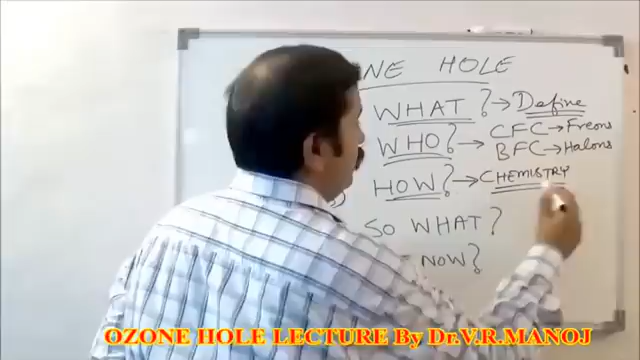 NE HOLE
WHAT? → Define
WHO? → CFC → Freons
BFC → Halons
HOW? → CHEMISTRY
SO WHAT?
NOW?
OZONE HOLE LECTURE By Dr.V.R.MANOJ